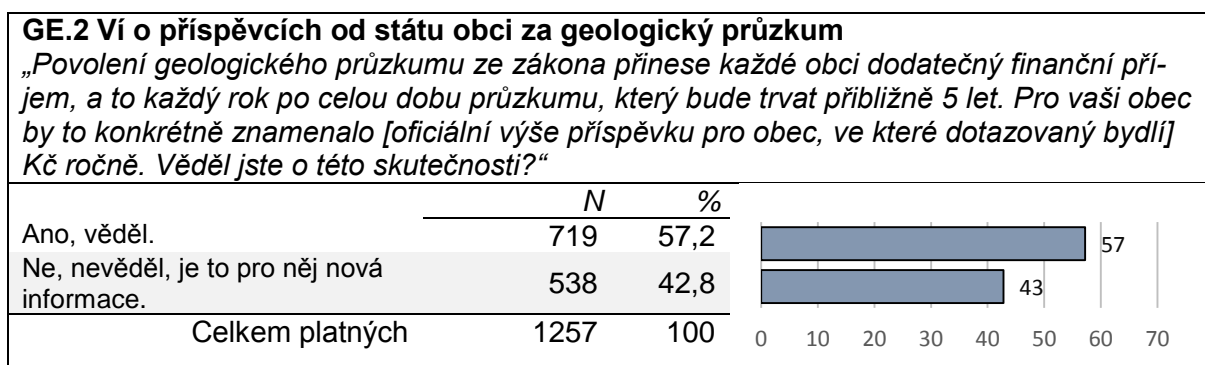 GE.2 Ví o příspěvcích od státu obci za geologický průzkum
„Povolení geologického průzkumu ze zákona přinese každé obci dodatečný finanční pří-
jem, a to každý rok po celou dobu průzkumu, který bude trvat přibližně 5 let. Pro vaši obec
by to konkrétně znamenalo [oficiální výše příspěvku pro obec, ve které dotazovaný bydlí]
Kč ročně. Věděl jste o této skutečnosti?“
N %
Ano, věděl. 719 57,2 57
Ne, nevěděl, je to pro něj nová
informace. 538 42,8 43
Celkem platných 1257 100
0 10 20 30 40 50 60 70